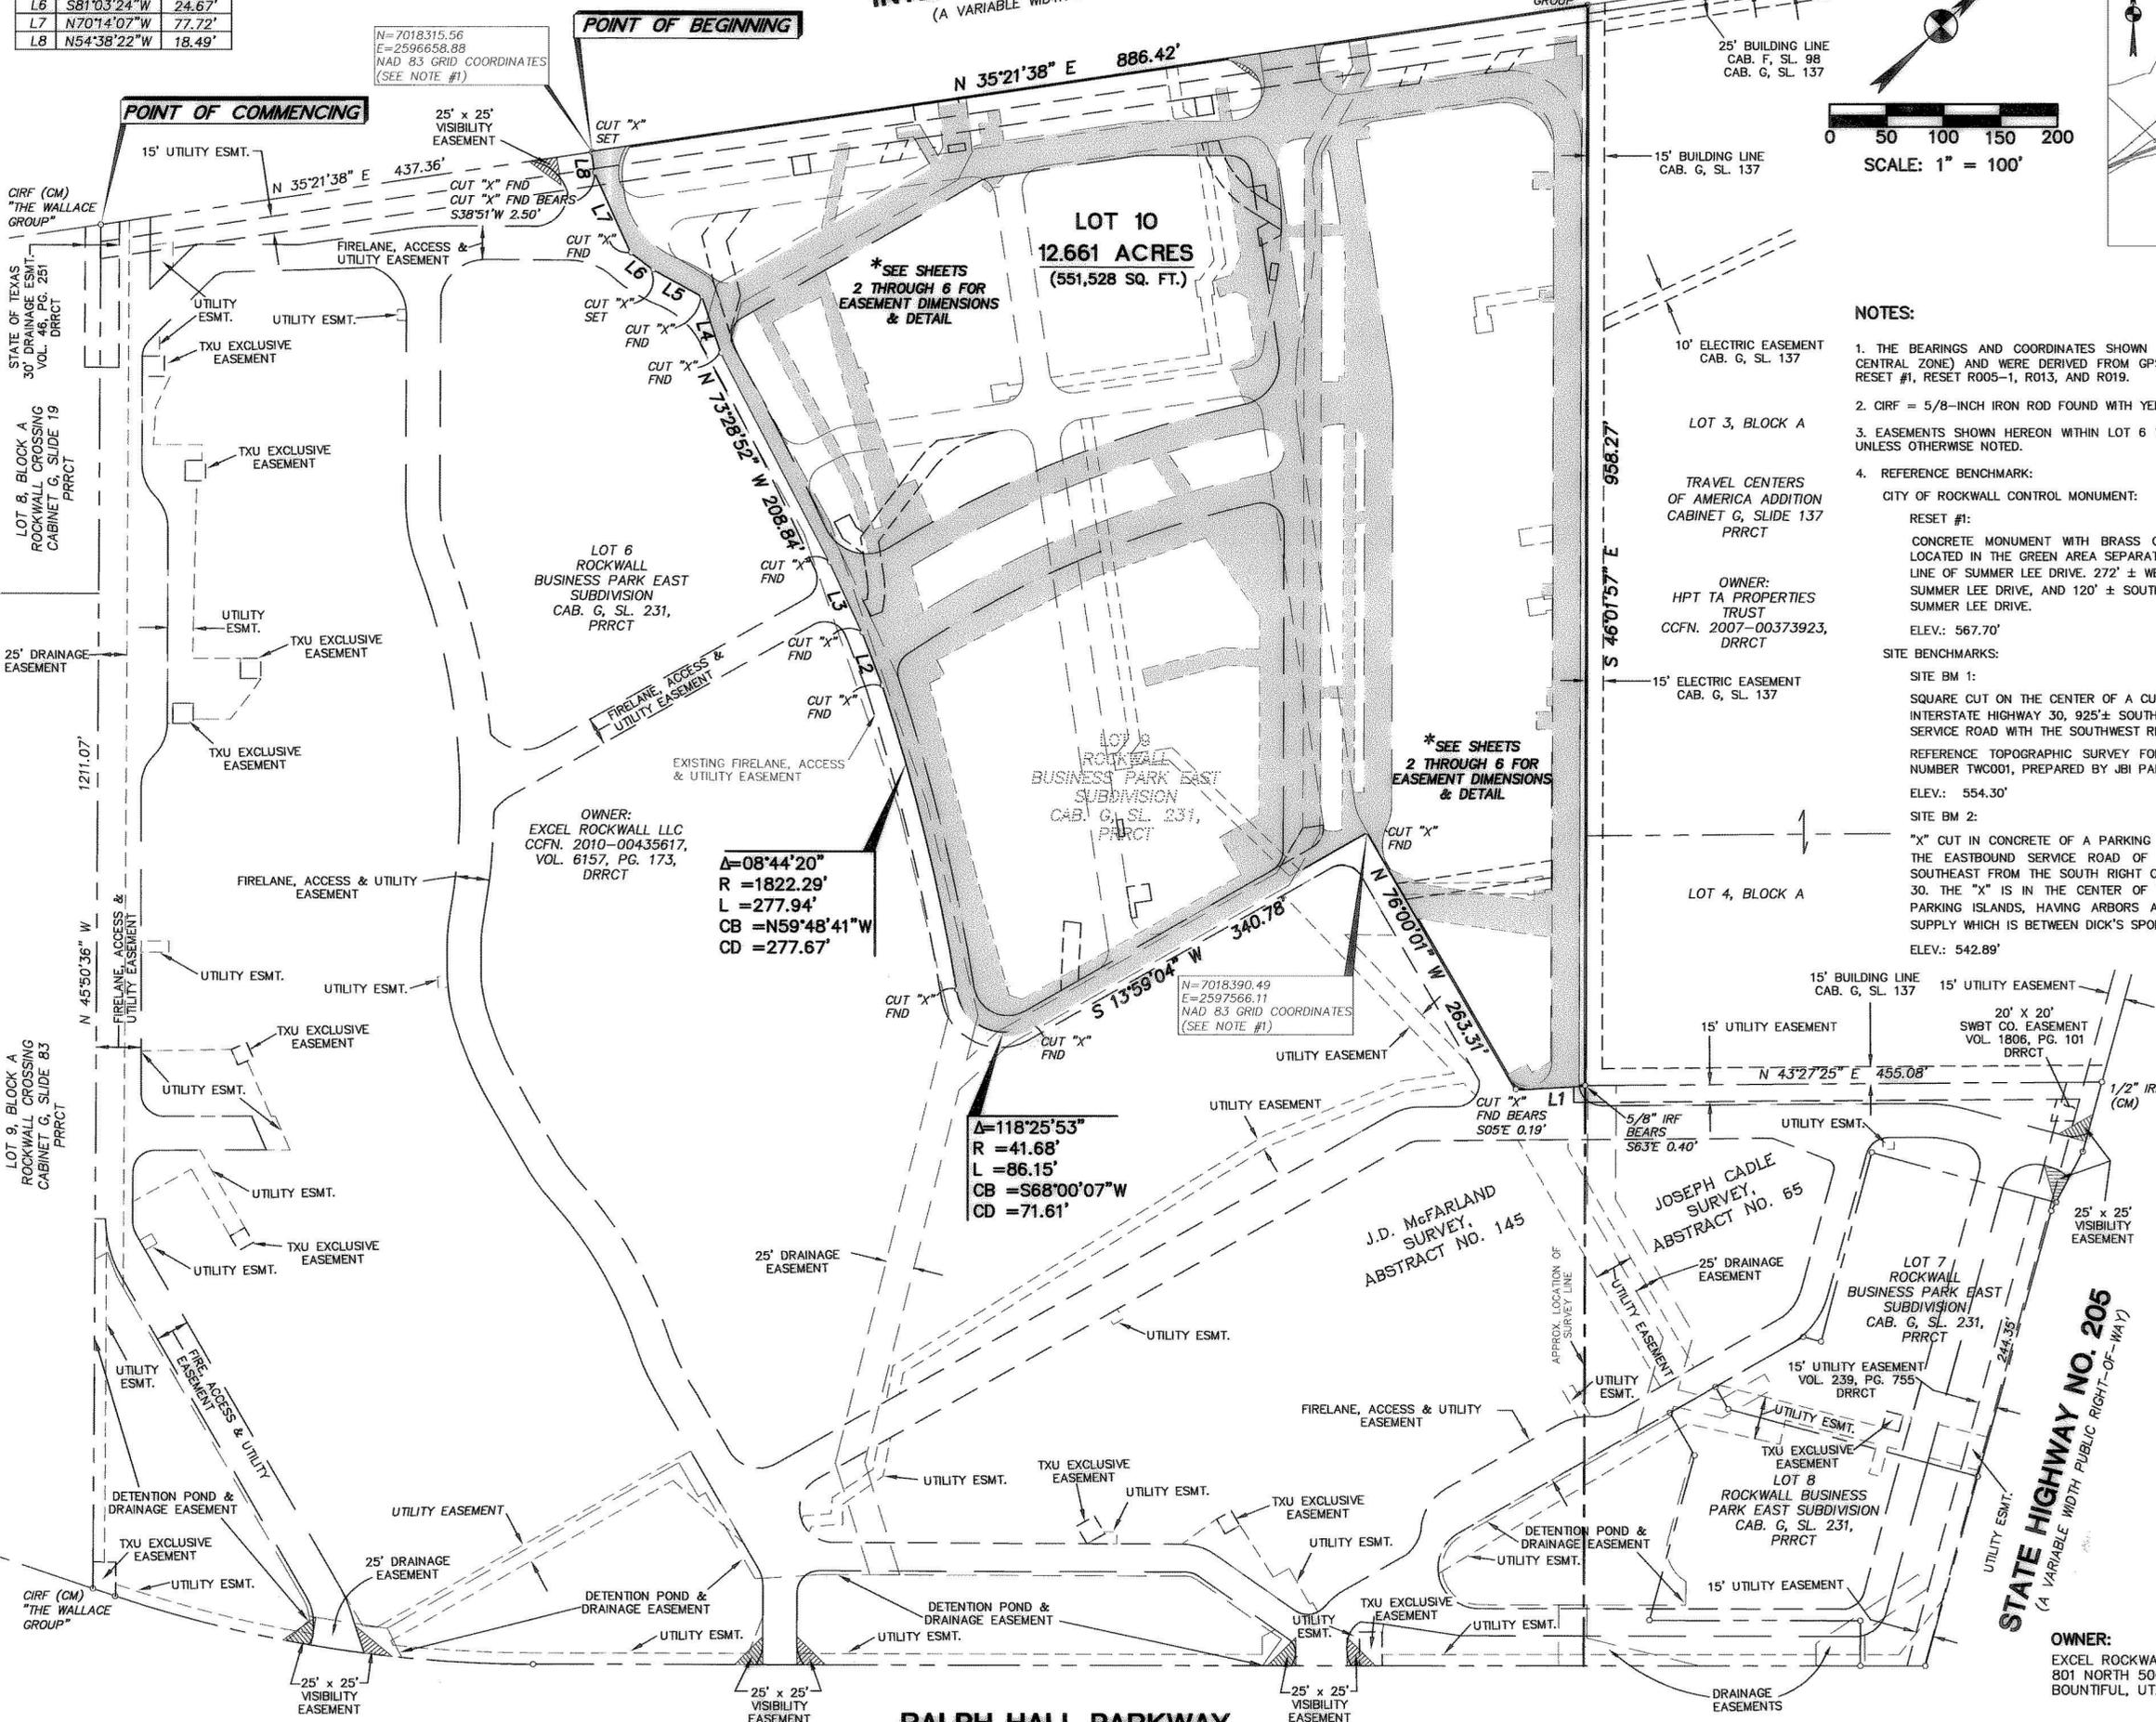 L6 S81°03'24"W 24.67'
L7 N70°14'07"W 77.72'
L8 N54°38'22"W 18.49'
N=7018315.56
E=2596658.88
NAD 83 GRID COORDINATES
(SEE NOTE #1)
POINT OF BEGINNING
(A VARIABLE
N 35°21'38" E 886.42'
POINT OF COMMENCING
25' x 25'
VISIBILITY
EASEMENT
CUT "X"
SET
15' UTILITY ESMT.
N 35°21'38" E 437.36'
CUT "X" FND
CUT "X" FND BEARS
S38°51'W 2.50'
CIRF (CM)
"THE WALLACE
GROUP"
FIRELANE, ACCESS &
UTILITY EASEMENT
CUT "X"
FND
L8
L7
L6
L5
L4
CUT "X"
SET
CUT "X"
FND
CUT "X"
FND
STATE OF TEXAS
30' DRAINAGE ESMT.
VOL. 46, PG. 251
DRRCT
UTILITY
ESMT.
UTILITY ESMT.
TXU EXCLUSIVE
EASEMENT
LOT 10
12.661 ACRES
(551,528 SQ. FT.)
*SEE SHEETS
2 THROUGH 6 FOR
EASEMENT DIMENSIONS
& DETAIL
25' BUILDING LINE
CAB. F, SL. 98
CAB. G, SL. 137
0 50 100 150 200
SCALE: 1" = 100'
15' BUILDING LINE
CAB. G, SL. 137
10' ELECTRIC EASEMENT
CAB. G, SL. 137
LOT 3, BLOCK A
TRAVEL CENTERS
OF AMERICA ADDITION
CABINET G, SLIDE 137
PRRCT
OWNER:
HPT TA PROPERTIES
TRUST
CCFN. 2007-00373923,
DRRCT
15' ELECTRIC EASEMENT
CAB. G, SL. 137
S 46°01'57" E 958.27'
NOTES:
1. THE BEARINGS AND COORDINATES SHOWN
CENTRAL ZONE) AND WERE DERIVED FROM
RESET #1, RESET R005-1, R013, AND R019.
2. CIRF = 5/8-INCH IRON ROD FOUND WITH
3. EASEMENTS SHOWN HEREON WITHIN LOT 6
UNLESS OTHERWISE NOTED.
4. REFERENCE BENCHMARK:
CITY OF ROCKWALL CONTROL MONUMENT:
RESET #1:
CONCRETE MONUMENT WITH BRASS
LOCATED IN THE GREEN AREA
LINE OF SUMMER LEE DRIVE. 272' ±
SUMMER LEE DRIVE, AND 120' ±
SUMMER LEE DRIVE.
ELEV.: 567.70'
SITE BENCHMARKS:
SITE BM 1:
SQUARE CUT ON THE CENTER OF A
INTERSTATE HIGHWAY 30, 925'±
SERVICE ROAD WITH THE SOUTHWEST
REFERENCE TOPOGRAPHIC SURVEY
NUMBER TWC001, PREPARED BY JBI
ELEV.: 554.30'
SITE BM 2:
"X" CUT IN CONCRETE OF A PARKING
THE EASTBOUND SERVICE ROAD OF
SOUTHEAST FROM THE SOUTH RIGHT
30. THE "X" IS IN THE CENTER OF
PARKING ISLANDS, HAVING ARBORS
SUPPLY WHICH IS BETWEEN DICK'S
ELEV.: 542.89'
LOT 8, BLOCK A
ROCKWALL CROSSING
CABINET G, SLIDE 19
PRRCT
TXU EXCLUSIVE
EASEMENT
N 73°28'52" W 208.84'
LOT 6
ROCKWALL
BUSINESS PARK EAST
SUBDIVISION
CAB. G, SL. 231,
PRRCT
CUT "X"
FND
L3
CUT "X"
FND
L2
CUT "X"
FND
UTILITY
ESMT.
TXU EXCLUSIVE
EASEMENT
25' DRAINAGE
EASEMENT
TXU EXCLUSIVE
EASEMENT
FIRELANE, ACCESS &
UTILITY EASEMENT
EXISTING FIRELANE, ACCESS
& UTILITY EASEMENT
N 45°50'36" W 1211.07'
OWNER:
EXCEL ROCKWALL LLC
CCFN. 2010-00435617,
VOL. 6157, PG. 173,
DRRCT
LOT 9
ROCKWALL
BUSINESS PARK EAST
SUBDIVISION
CAB. G, SL. 231,
PRRCT
*SEE SHEETS
2 THROUGH 6 FOR
EASEMENT DIMENSIONS
& DETAIL
CUT "X"
FND
LOT 4, BLOCK A
Δ=08°44'20"
R =1822.29'
L =277.94'
CB =N59°48'41"W
CD =277.67'
FIRELANE, ACCESS & UTILITY
EASEMENT
FIRELANE, ACCESS &
UTILITY EASEMENT
UTILITY ESMT.
UTILITY ESMT.
CUT "X"
FND
S 13°59'04" W 340.78'
CUT "X"
FND
N=7018390.49
E=2597566.11
NAD 83 GRID COORDINATES
(SEE NOTE #1)
N 76°00'01" W 263.31'
UTILITY EASEMENT
15' BUILDING LINE
CAB. G, SL. 137
15' UTILITY EASEMENT
15' UTILITY EASEMENT
20' X 20'
SWBT CO. EASEMENT
VOL. 1806, PG. 101
DRRCT
N 43°27'25" E 455.08'
1/2"
(CM)
TXU EXCLUSIVE
EASEMENT
UTILITY ESMT.
LOT 9, BLOCK A
ROCKWALL CROSSING
CABINET G, SLIDE 83
PRRCT
Δ=118°25'53"
R =41.68'
L =86.15'
CB =S68°00'07"W
CD =71.61'
UTILITY EASEMENT
CUT "X"
FND BEARS
S05°E 0.19'
L1
5/8" IRF
BEARS
S63°E 0.40'
UTILITY ESMT.
25' x 25'
VISIBILITY
EASEMENT
UTILITY ESMT.
TXU EXCLUSIVE
EASEMENT
UTILITY ESMT.
25' DRAINAGE
EASEMENT
J.D. McFARLAND
SURVEY,
ABSTRACT NO. 145
JOSEPH CADLE
SURVEY,
ABSTRACT NO. 65
APPROX. LOCATION OF
SURVEY LINE
25' DRAINAGE
EASEMENT
UTILITY EASEMENT
LOT 7
ROCKWALL
BUSINESS PARK EAST
SUBDIVISION
CAB. G, SL. 231,
PRRCT
244.35'
STATE HIGHWAY NO. 205
(A VARIABLE WIDTH PUBLIC RIGHT-OF-WAY)
UTILITY
ESMT.
FIRE, ACCESS & UTILITY
EASEMENT
UTILITY ESMT.
UTILITY
ESMT.
15' UTILITY EASEMENT
VOL. 239, PG. 755
DRRCT
FIRELANE, ACCESS & UTILITY
EASEMENT
UTILITY ESMT.
TXU EXCLUSIVE
EASEMENT
LOT 8
ROCKWALL BUSINESS
PARK EAST SUBDIVISION
CAB. G, SL. 231,
PRRCT
UTILITY ESMT.
DETENTION POND &
DRAINAGE EASEMENT
UTILITY EASEMENT
UTILITY ESMT.
TXU EXCLUSIVE
EASEMENT
UTILITY ESMT.
TXU EXCLUSIVE
EASEMENT
UTILITY ESMT.
DETENTION POND &
DRAINAGE EASEMENT
UTILITY ESMT.
TXU EXCLUSIVE
EASEMENT
UTILITY ESMT.
25' DRAINAGE
EASEMENT
CIRF (CM)
"THE WALLACE
GROUP"
DETENTION POND &
DRAINAGE EASEMENT
UTILITY ESMT.
DETENTION POND &
DRAINAGE EASEMENT
UTILITY ESMT.
UTILITY
ESMT.
TXU EXCLUSIVE
EASEMENT
UTILITY ESMT.
15' UTILITY EASEMENT
25' x 25'
VISIBILITY
EASEMENT
25' x 25'
VISIBILITY
EASEMENT
25' x 25'
VISIBILITY
EASEMENT
DRAINAGE
EASEMENTS
RALPH HALL PARKWAY
OWNER:
EXCEL
801 NORTH
BOUNTIFUL,